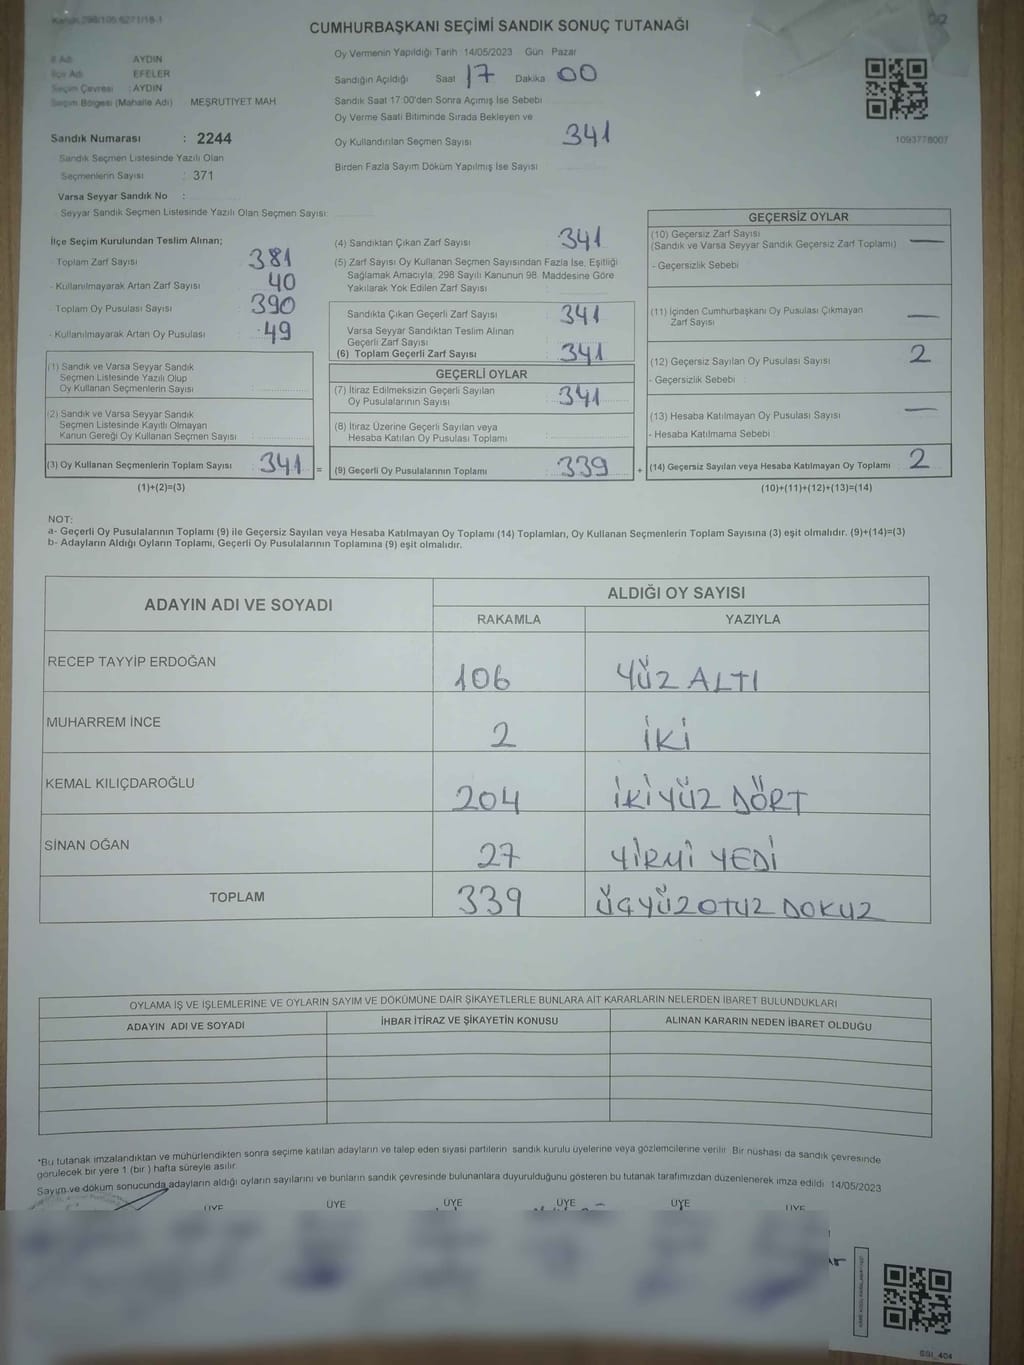 CUMHURBAŞKANI SEÇİMİ SANDIK SONUÇ TUTANAĞI
İl Adı AYDIN
İlçe Adı EFELER
Seçim Çevresi : AYDIN
Seçim Bölgesi (Mahalle Adı) MEŞRUTİYET MAH.
Oy Vermenin Yapıldığı Tarih 14/05/2023 Gün Pazar
Sandığın Açıldığı Saat 17 Dakika 00
Sandık Saat 17:00'den Sonra Açımış İse Sebebi
Oy Verme Saati Bitiminde Sırada Bekleyen ve
Oy Kullandırılan Seçmen Sayısı 341
Birden Fazla Sayım Döküm Yapılmış İse Sayısı
1093778007
Sandık Numarası : 2244
Sandık Seçmen Listesinde Yazılı Olan
Seçmenlerin Sayısı : 371
Varsa Seyyar Sandık No :
Seyyar Sandık Seçmen Listesinde Yazılı Olan Seçmen Sayısı:
İlçe Seçim Kurulundan Teslim Alınan;
- Toplam Zarf Sayısı 381
- Kullanılmayarak Artan Zarf Sayısı 40
- Toplam Oy Pusulası Sayısı 390
- Kullanılmayarak Artan Oy Pusulası 49
(1) Sandık ve Varsa Seyyar Sandık
Seçmen Listesinde Yazılı Olup
Oy Kullanan Seçmenlerin Sayısı
(2) Sandık ve Varsa Seyyar Sandık
Seçmen Listesinde Kayıtlı Olmayan
Kanun Gereği Oy Kullanan Seçmen Sayısı
(3) Oy Kullanan Seçmenlerin Toplam Sayısı 341 =
(1)+(2)=(3)
(4) Sandıktan Çıkan Zarf Sayısı 341
(5) Zarf Sayısı Oy Kullanan Seçmen Sayısından Fazla İse, Eşitliği
Sağlamak Amacıyla, 298 Sayılı Kanunun 98. Maddesine Göre
Yakılarak Yok Edilen Zarf Sayısı
Sandıkta Çıkan Geçerli Zarf Sayısı 341
Varsa Seyyar Sandıktan Teslim Alınan
Geçerli Zarf Sayısı
(6) Toplam Geçerli Zarf Sayısı 341
GEÇERLİ OYLAR
(7) İtiraz Edilmeksizin Geçerli Sayılan
Oy Pusulalarının Sayısı 341
(8) İtiraz Üzerine Geçerli Sayılan veya
Hesaba Katılan Oy Pusulası Toplamı
(9) Geçerli Oy Pusulalarının Toplamı 339 +
GEÇERSİZ OYLAR
(10) Geçersiz Zarf Sayısı
(Sandık ve Varsa Seyyar Sandık Geçersiz Zarf Toplamı) —
- Geçersizlik Sebebi
(11) İçinden Cumhurbaşkanı Oy Pusulası Çıkmayan
Zarf Sayısı —
(12) Geçersiz Sayılan Oy Pusulası Sayısı 2
- Geçersizlik Sebebi :
(13) Hesaba Katılmayan Oy Pusulası Sayısı —
- Hesaba Katılmama Sebebi
(14) Geçersiz Sayılan veya Hesaba Katılmayan Oy Toplamı 2
(10)+(11)+(12)+(13)=(14)
NOT:
a- Geçerli Oy Pusulalarının Toplamı (9) ile Geçersiz Sayılan veya Hesaba Katılmayan Oy Toplamı (14) Toplamları, Oy Kullanan Seçmenlerin Toplam Sayısına (3) eşit olmalıdır. (9)+(14)=(3)
b- Adayların Aldığı Oyların Toplamı, Geçerli Oy Pusulalarının Toplamına (9) eşit olmalıdır.
ADAYIN ADI VE SOYADI
ALDIĞI OY SAYISI
RAKAMLA YAZIYLA
RECEP TAYYİP ERDOĞAN 106 YÜZ ALTI
MUHARREM İNCE 2 İKİ
KEMAL KILIÇDAROĞLU 204 İKİYÜZ DÖRT
SİNAN OĞAN 27 YİRMİ YEDİ
TOPLAM 339 ÜÇYÜZOTUZ DOKUZ
OYLAMA İŞ VE İŞLEMLERİNE VE OYLARIN SAYIM VE DÖKÜMÜNE DAİR ŞİKAYETLERLE BUNLARA AİT KARARLARIN NELERDEN İBARET BULUNDUKLARI
ADAYIN ADI VE SOYADI İHBAR İTİRAZ VE ŞİKAYETİN KONUSU ALINAN KARARIN NEDEN İBARET OLDUĞU
*Bu tutanak imzalandıktan ve mühürlendikten sonra seçime katılan adayların ve talep eden siyasi partilerin sandık kurulu üyelerine veya gözlemcilerine verilir. Bir nüshası da sandık çevresinde
görülecek bir yere 1 (bir ) hafta süreyle asılır.
Sayım ve döküm sonucunda adayların aldığı oyların sayılarını ve bunların sandık çevresinde bulunanlara duyurulduğunu gösteren bu tutanak tarafımızdan düzenlenerek imza edildi. 14/05/2023
ÜYE ÜYE ÜYE ÜYE ÜYE ÜYE